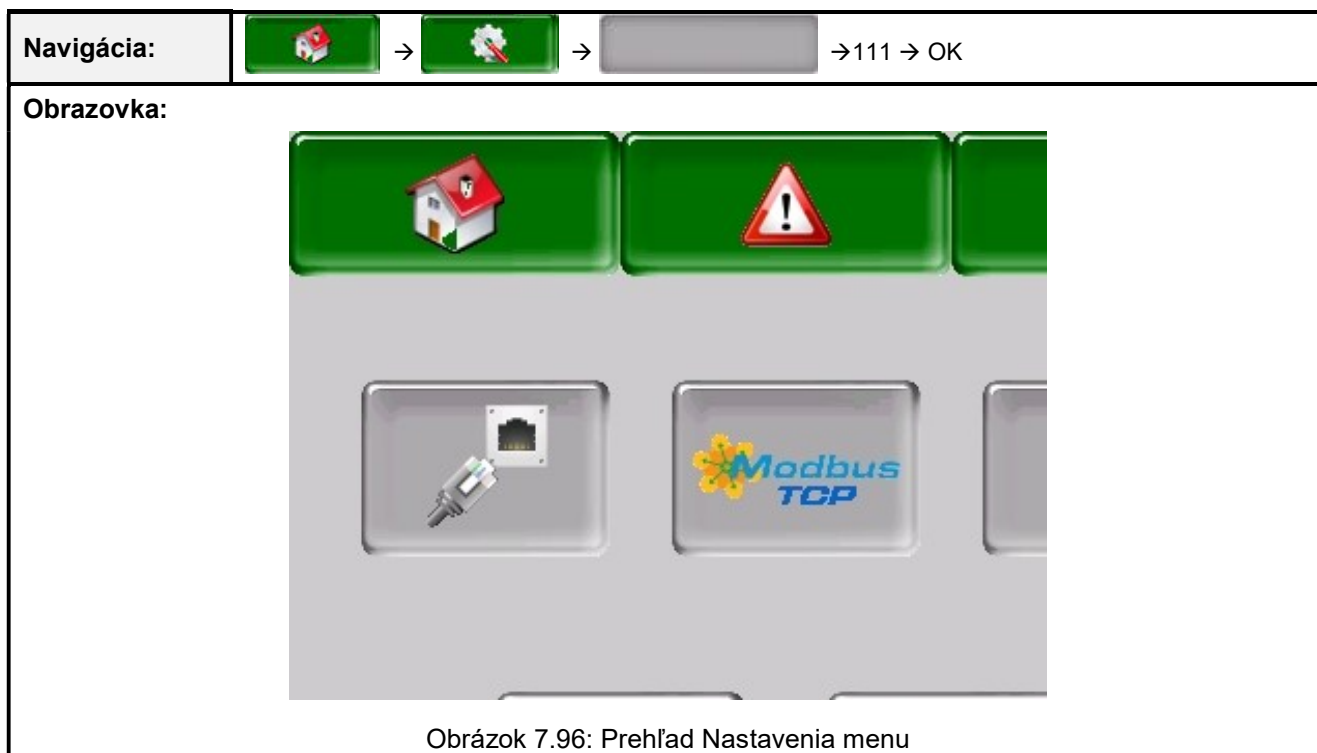 Navigácia: → → →111 → OK
Obrazovka:
!
Modbus
TCP
Obrázok 7.96: Prehľad Nastavenia menu